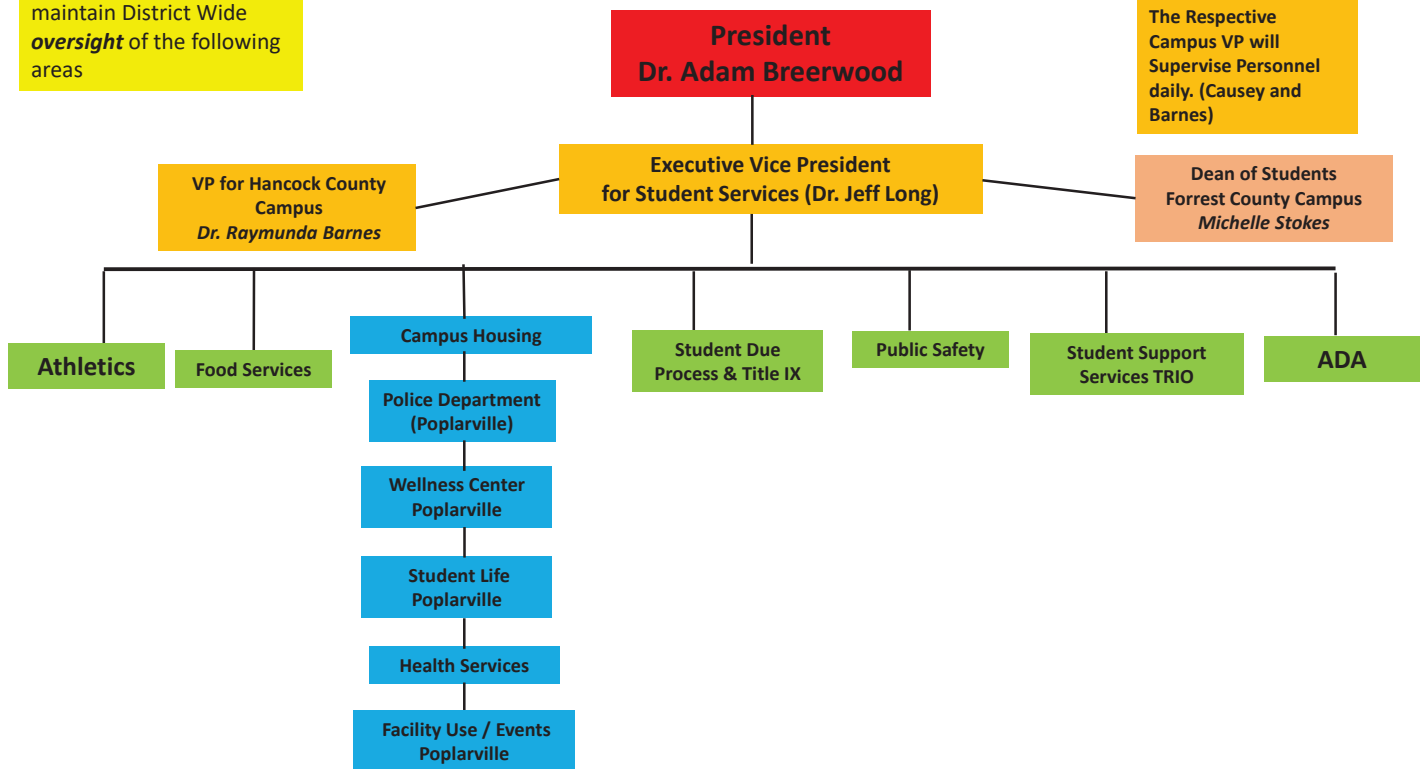 maintain District Wide
oversight of the following
areas
President
Dr. Adam Breerwood
The Respective
Campus VP will
Supervise Personnel
daily. (Causey and
Barnes)
Executive Vice President
for Student Services (Dr. Jeff Long)
VP for Hancock County
Campus
Dr. Raymunda Barnes
Dean of Students
Forrest County Campus
Michelle Stokes
Athletics
Food Services
Campus Housing
Student Due
Process & Title IX
Public Safety
Student Support
Services TRIO
ADA
Police Department
(Poplarville)
Wellness Center
Poplarville
Student Life
Poplarville
Health Services
Facility Use / Events
Poplarville